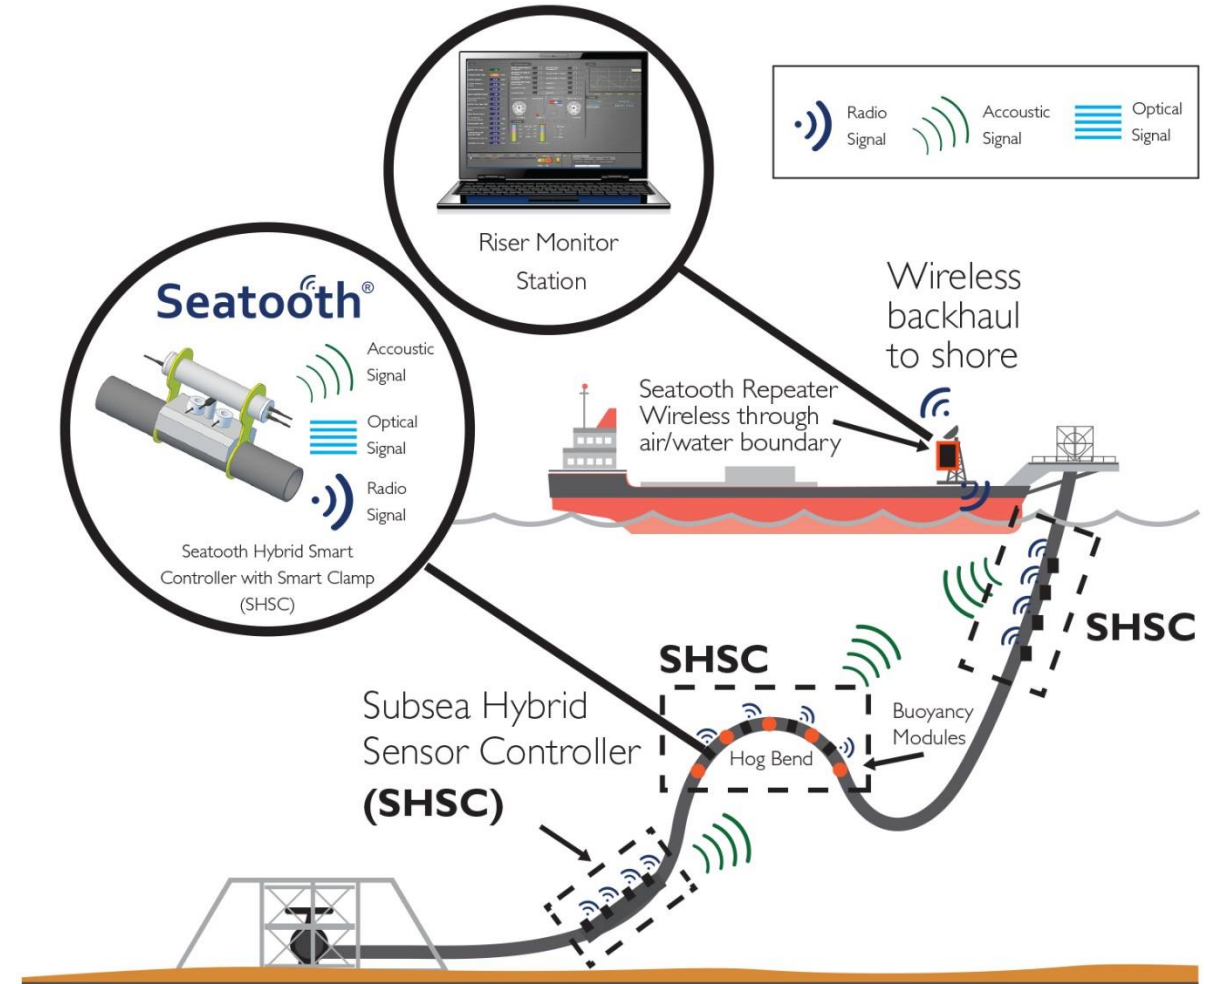 Radio
Signal
Accoustic
Signal
Optical
Signal
Riser Monitor
Station
Seatooth®
Accoustic
Signal
Optical
Signal
Radio
Signal
Seatooth Hybrid Smart
Controller with Smart Clamp
(SHSC)
Wireless
backhaul
to shore
Seatooth Repeater
Wireless through
air/water boundary
SHSC
SHSC
Buoyancy
Modules
Hog Bend
Subsea Hybrid
Sensor Controller
(SHSC)